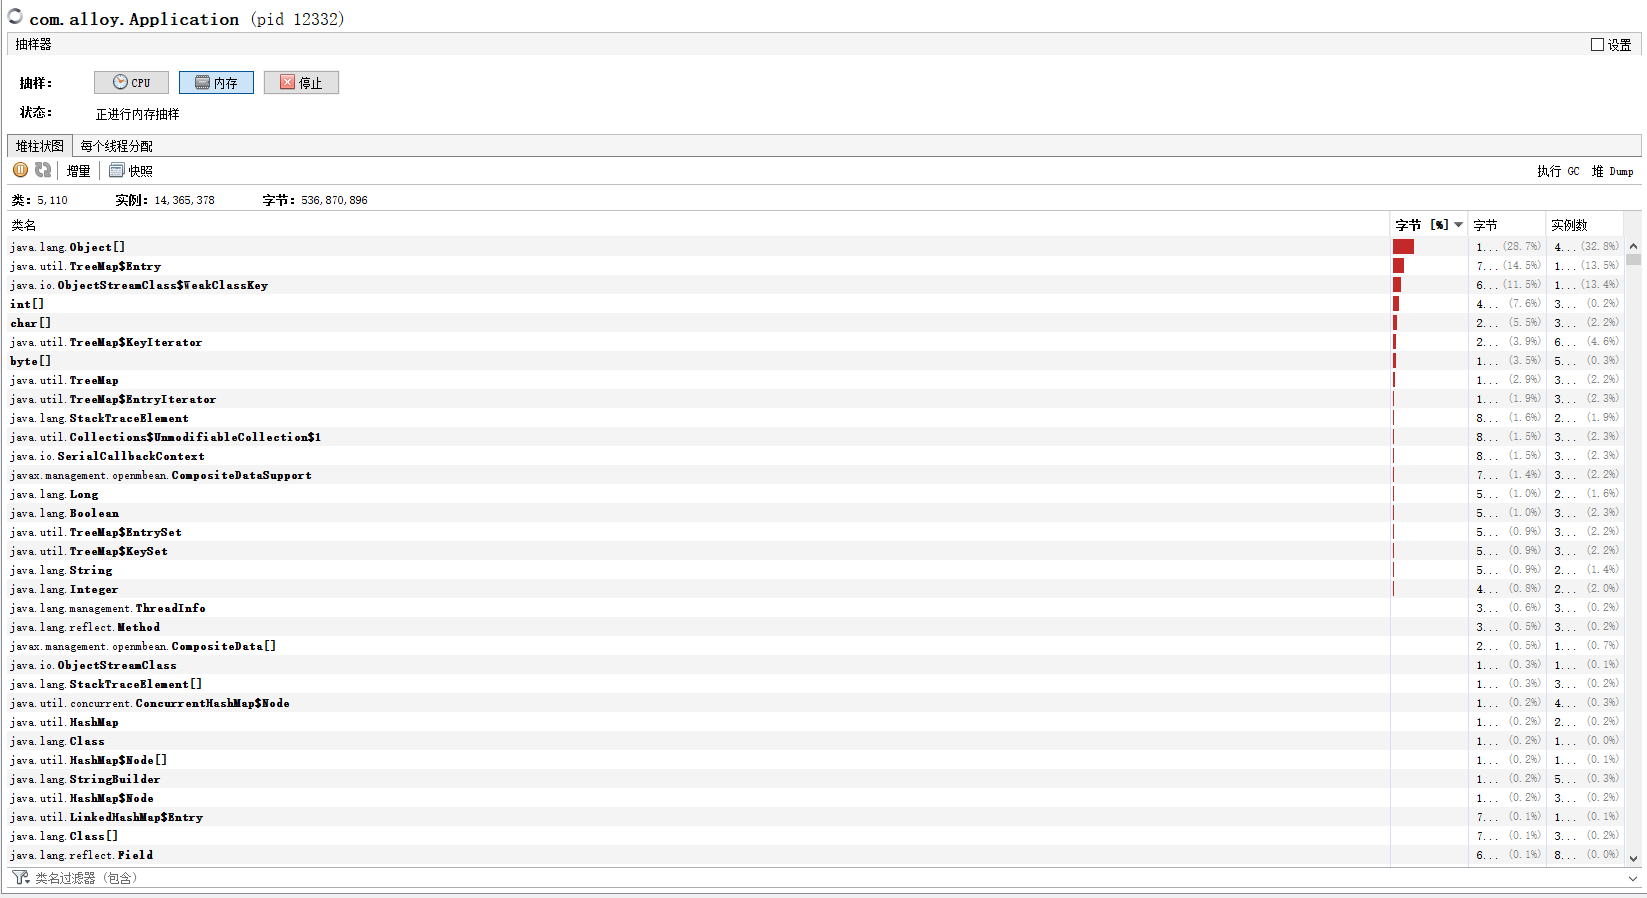 com.alloy.Application (pid 12332)
抽样器 设置
抽样： CPU 内存 停止
状态： 正进行内存抽样
堆柱状图 每个线程分配
增量 快照 执行 GC 堆 Dump
类：5,110 实例：14,365,378 字节：536,870,896
类名 字节 [%] 字节 实例数
java.lang.Object[] 1... (28.7%) 4... (32.8%)
java.util.TreeMap$Entry 7... (14.5%) 1... (13.5%)
java.io.ObjectStreamClass$WeakClassKey 6... (11.5%) 1... (13.4%)
int[] 4... (7.6%) 3... (0.2%)
char[] 2... (5.5%) 3... (2.2%)
java.util.TreeMap$KeyIterator 2... (3.9%) 6... (4.6%)
byte[] 1... (3.5%) 5... (0.3%)
java.util.TreeMap 1... (2.9%) 3... (2.2%)
java.util.TreeMap$EntryIterator 1... (1.9%) 3... (2.3%)
java.lang.StackTraceElement 8... (1.6%) 2... (1.9%)
java.util.Collections$UnmodifiableCollection$1 8... (1.5%) 3... (2.3%)
java.io.SerialCallbackContext 8... (1.5%) 3... (2.3%)
javax.management.openmbean.CompositeDataSupport 7... (1.4%) 3... (2.2%)
java.lang.Long 5... (1.0%) 2... (1.6%)
java.lang.Boolean 5... (1.0%) 3... (2.3%)
java.util.TreeMap$EntrySet 5... (0.9%) 3... (2.2%)
java.util.TreeMap$KeySet 5... (0.9%) 3... (2.2%)
java.lang.String 5... (0.9%) 2... (1.4%)
java.lang.Integer 4... (0.8%) 2... (2.0%)
java.lang.management.ThreadInfo 3... (0.6%) 3... (0.2%)
java.lang.reflect.Method 3... (0.5%) 3... (0.2%)
javax.management.openmbean.CompositeData[] 2... (0.5%) 1... (0.7%)
java.io.ObjectStreamClass 1... (0.3%) 1... (0.1%)
java.lang.StackTraceElement[] 1... (0.3%) 3... (0.2%)
java.util.concurrent.ConcurrentHashMap$Node 1... (0.2%) 4... (0.3%)
java.util.HashMap 1... (0.2%) 2... (0.2%)
java.lang.Class 1... (0.2%) 1... (0.0%)
java.util.HashMap$Node[] 1... (0.2%) 1... (0.1%)
java.lang.StringBuilder 1... (0.2%) 5... (0.3%)
java.util.HashMap$Node 1... (0.2%) 3... (0.2%)
java.util.LinkedHashMap$Entry 7... (0.1%) 1... (0.1%)
java.lang.Class[] 7... (0.1%) 3... (0.2%)
java.lang.reflect.Field 6... (0.1%) 8... (0.0%)
类名过滤器（包含）